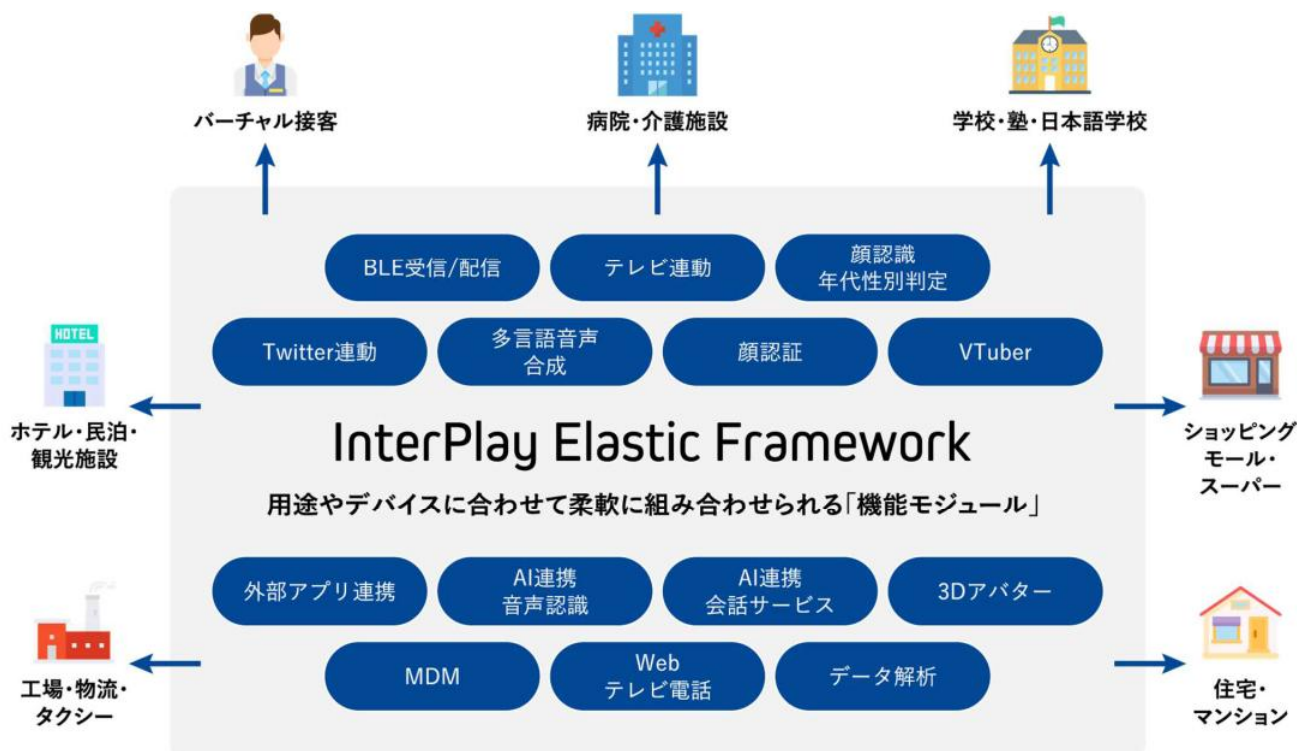 バーチャル接客
病院・介護施設
学校・塾・日本語学校
BLE受信/配信
テレビ連動
顔認識
年代性別判定
Twitter連動
多言語音声
合成
顔認証
VTuber
HOTEL
ホテル・民泊・
観光施設
InterPlay Elastic Framework
用途やデバイスに合わせて柔軟に組み合わせられる「機能モジュール」
ショッピング
モール・
スーパー
外部アプリ連携
AI連携
音声認識
AI連携
会話サービス
3Dアバター
MDM
Web
テレビ電話
データ解析
工場・物流・
タクシー
住宅・
マンション